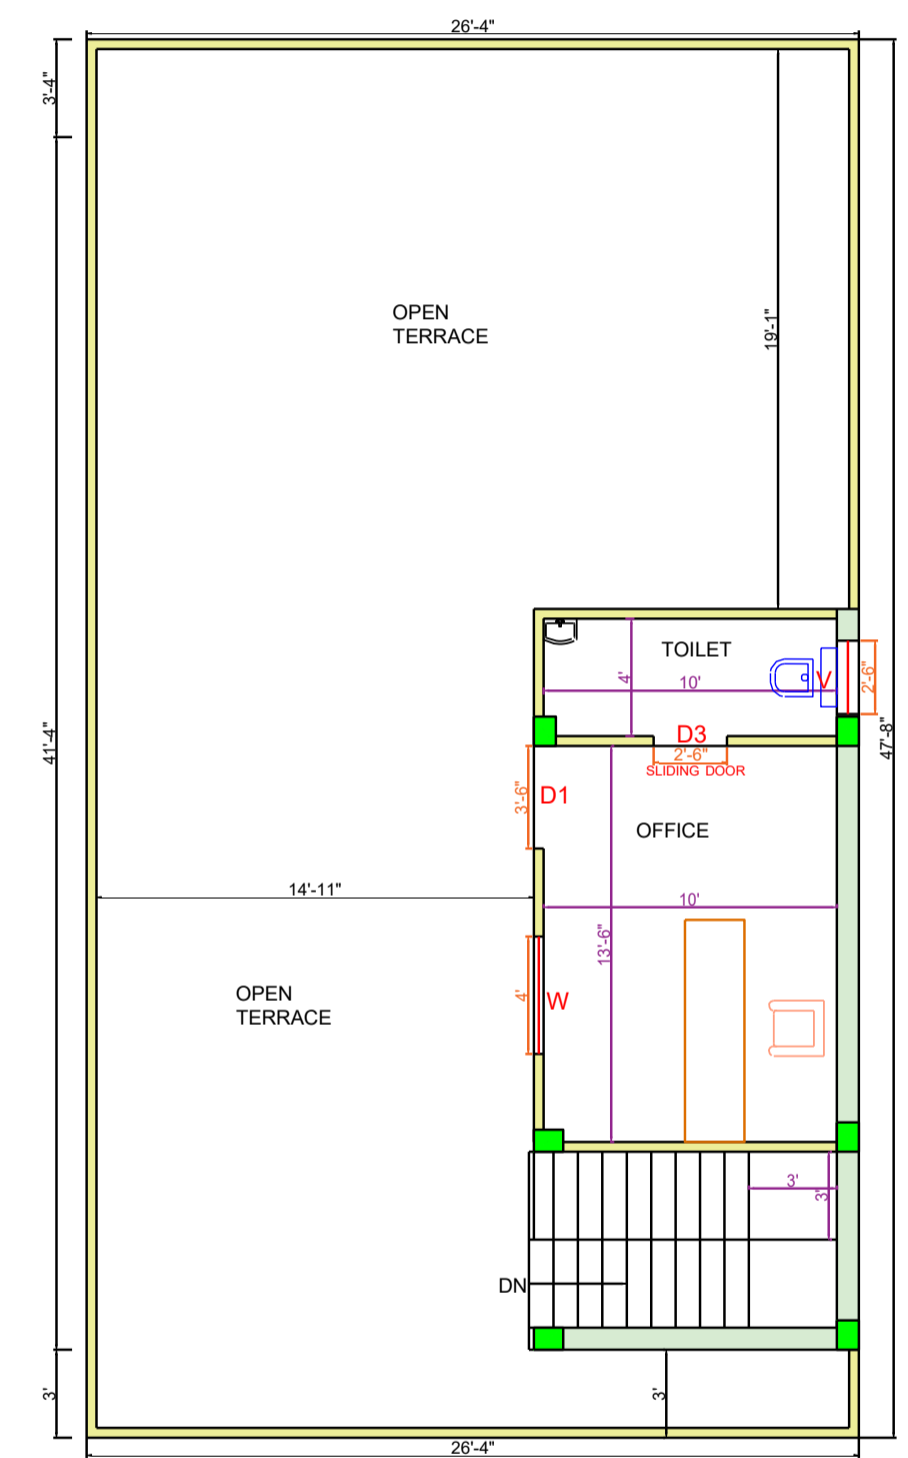 26'-4"
3'-4"
OPEN
TERRACE
19'-1"
TOILET
4'
10'
V
2'-6"
41'-4"
47'-8"
D3
2'-6"
SLIDING DOOR
3'-6"
D1
OFFICE
14'-11"
10'
13'-6"
OPEN
TERRACE
4'
W
3'
3'
DN
3'
3'
26'-4"